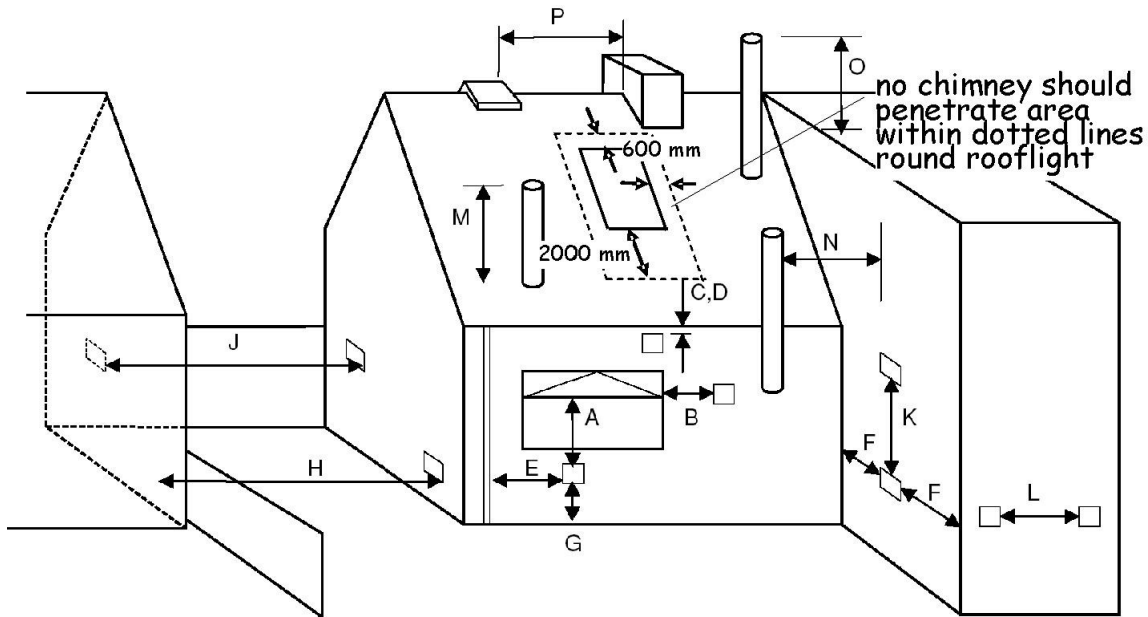 P
O
no chimney should
penetrate area
within dotted lines
round rooflight
600 mm
M
2000 mm
N
C,D
J
A
B
K
F
H
E
F
L
G